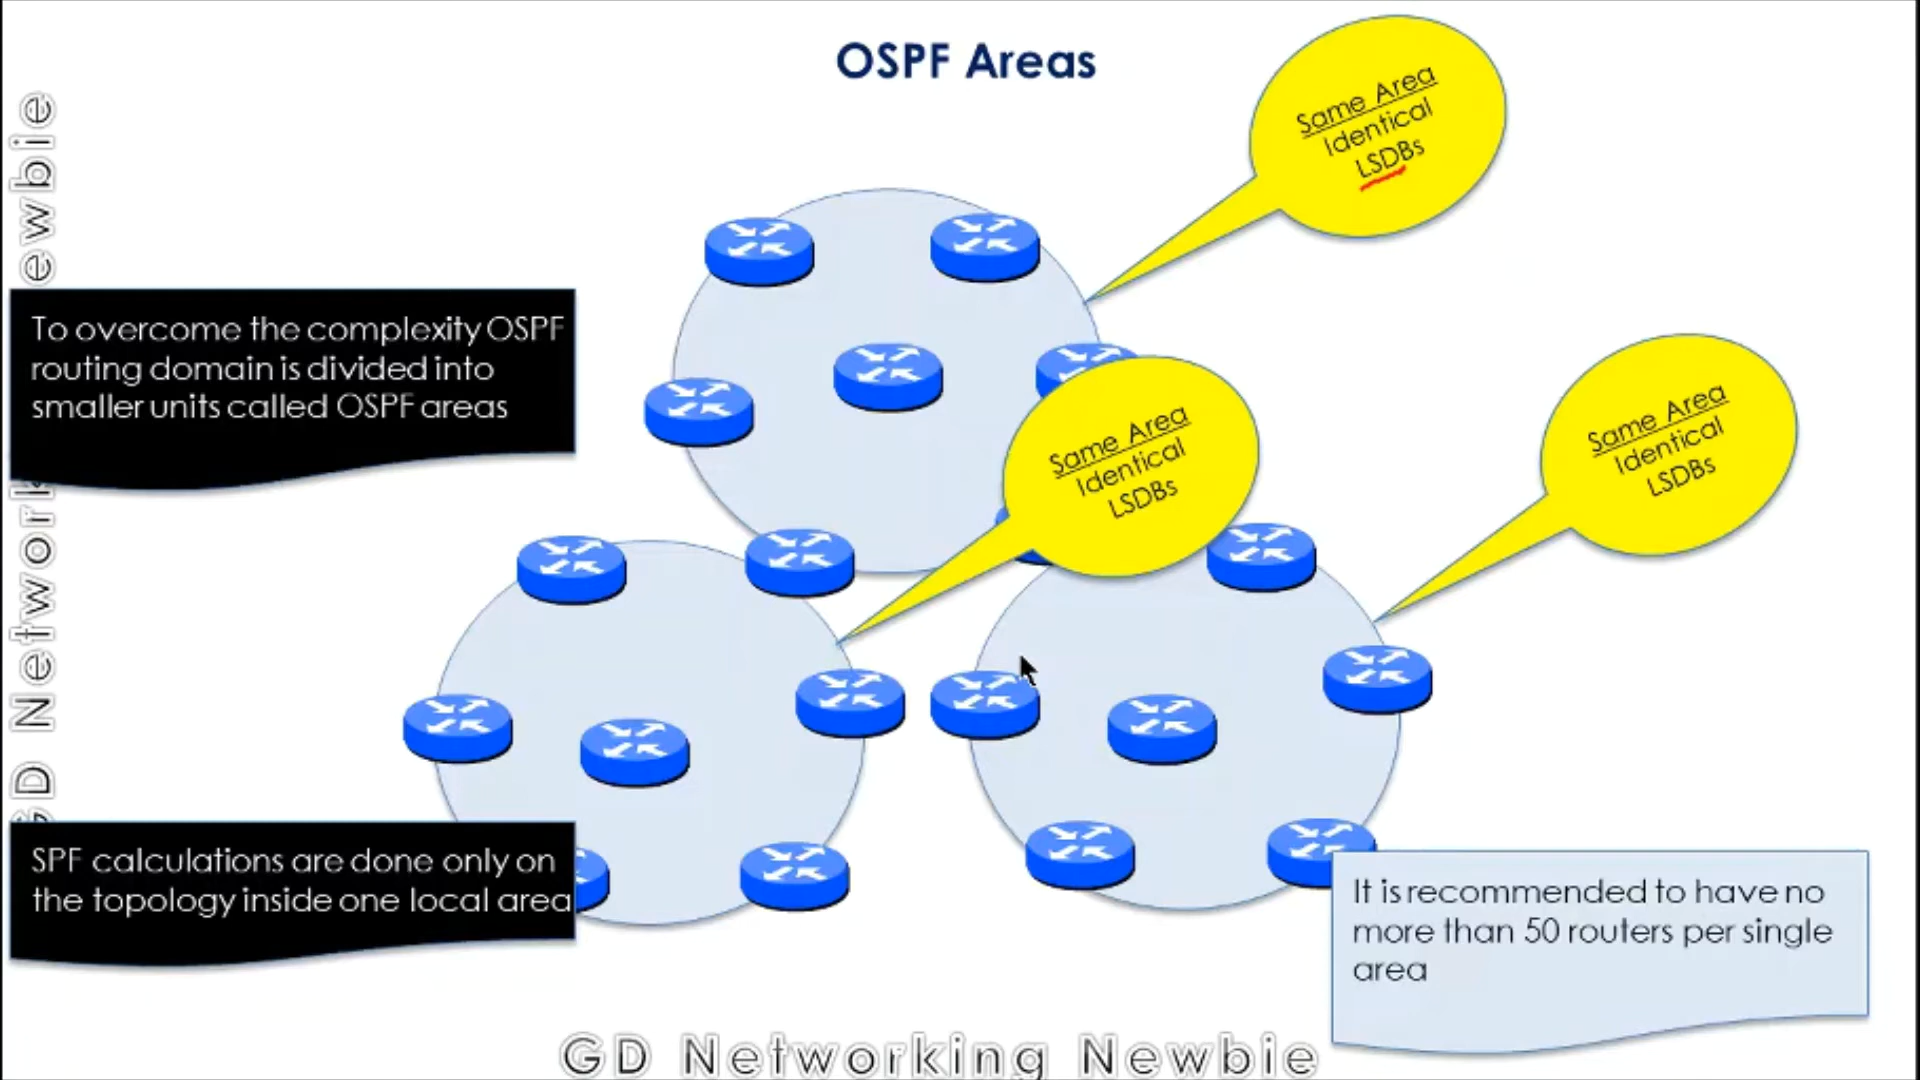 OSPF Areas
Same Area
Identical
LSDBs
To overcome the complexity OSPF
routing domain is divided into
smaller units called OSPF areas
Same Area
Identical
LSDBs
Same Area
Identical
LSDBs
SPF calculations are done only on
the topology inside one local area
It is recommended to have no
more than 50 routers per single
area
GD Networking Newbie